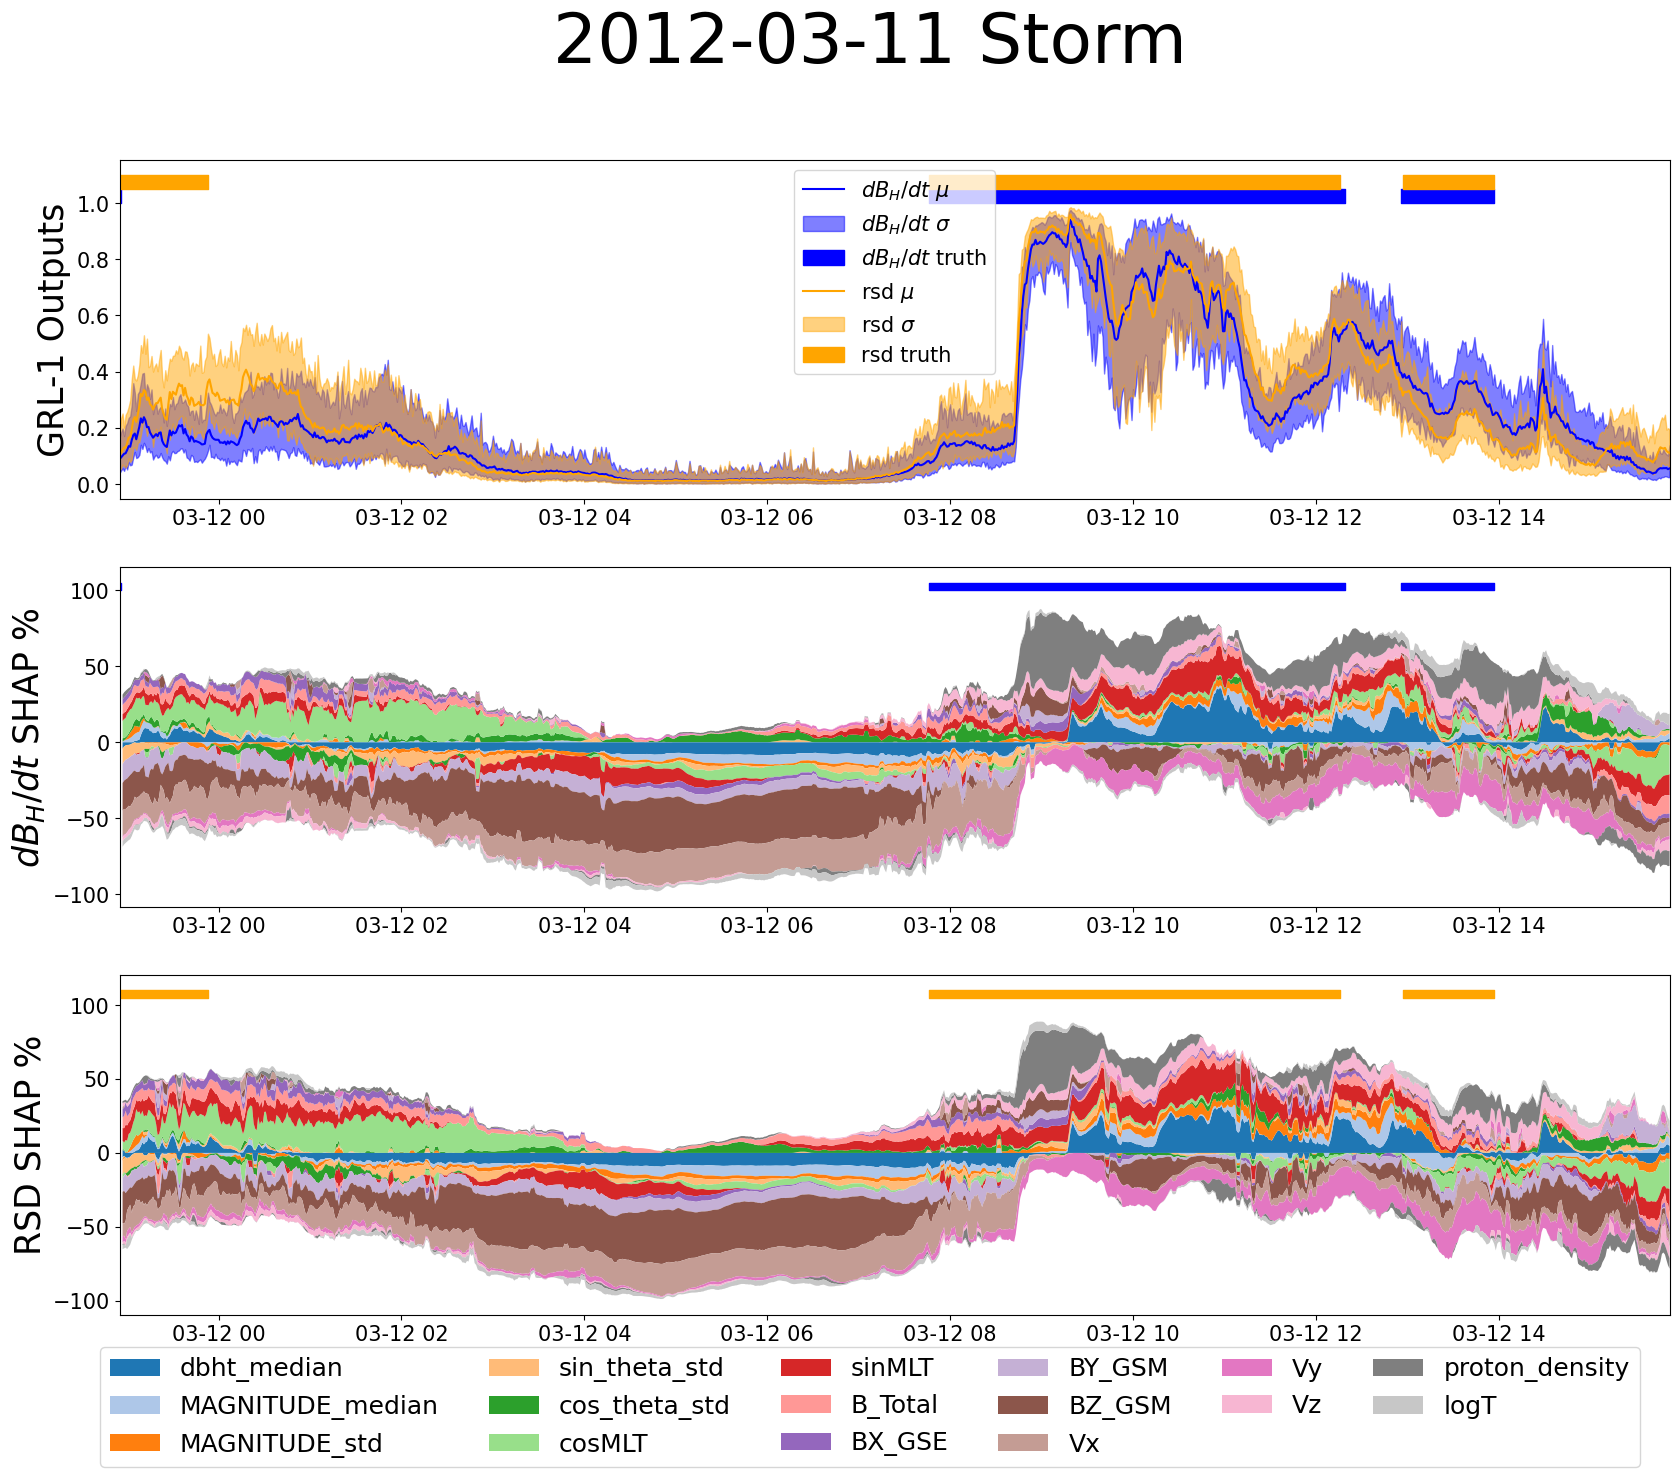 2012-03-11 Storm
GRL-1 Outputs
1.0
0.8
0.6
0.4
0.2
0.0
dB_H/dt μ
dB_H/dt σ
dB_H/dt truth
rsd μ
rsd σ
rsd truth
03-12 00 03-12 02 03-12 04 03-12 06 03-12 08 03-12 10 03-12 12 03-12 14
dB_H/dt SHAP %
100
50
0
−50
−100
03-12 00 03-12 02 03-12 04 03-12 06 03-12 08 03-12 10 03-12 12 03-12 14
RSD SHAP %
100
50
0
−50
−100
03-12 00 03-12 02 03-12 04 03-12 06 03-12 08 03-12 10 03-12 12 03-12 14
dbht_median sin_theta_std sinMLT BY_GSM Vy proton_density
MAGNITUDE_median cos_theta_std B_Total BZ_GSM Vz logT
MAGNITUDE_std cosMLT BX_GSE Vx